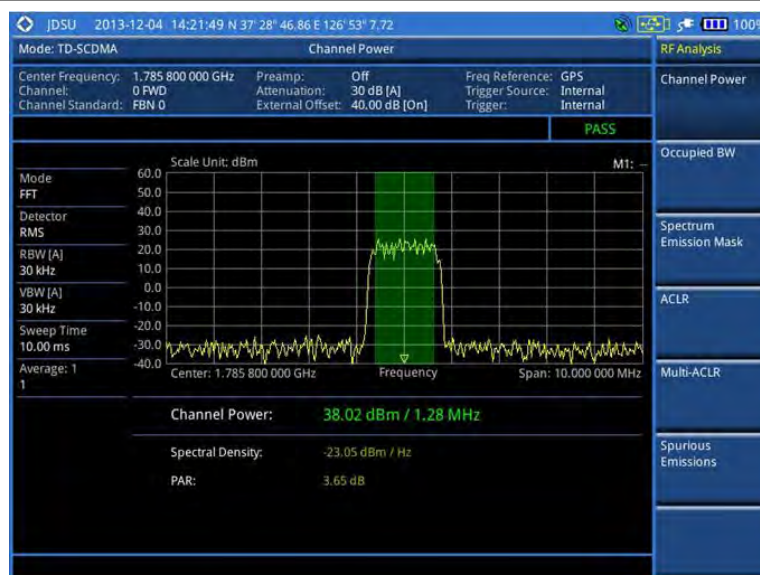 JDSU 2013-12-04 14:21:49 N 37° 28" 46.86 E 126° 53" 7.72 100%
Mode: TD-SCDMA Channel Power
Center Frequency: 1.785 800 000 GHz Preamp: Off Freq Reference: GPS
Channel: 0 FWD Attenuation: 30 dB [A] Trigger Source: Internal
Channel Standard: FBN 0 External Offset: 40.00 dB [On] Trigger: Internal
PASS
Scale Unit: dBm M1: --
60.0
50.0
40.0
30.0
20.0
10.0
0.0
-10.0
-20.0
-30.0
-40.0
Mode
FFT
Detector
RMS
RBW [A]
30 kHz
VBW [A]
30 kHz
Sweep Time
10.00 ms
Average: 1
1
Center: 1.785 800 000 GHz Frequency Span: 10.000 000 MHz
Channel Power: 38.02 dBm / 1.28 MHz
Spectral Density: -23.05 dBm / Hz
PAR: 3.65 dB
RF Analysis
Channel Power
Occupied BW
Spectrum
Emission Mask
ACLR
Multi-ACLR
Spurious
Emissions